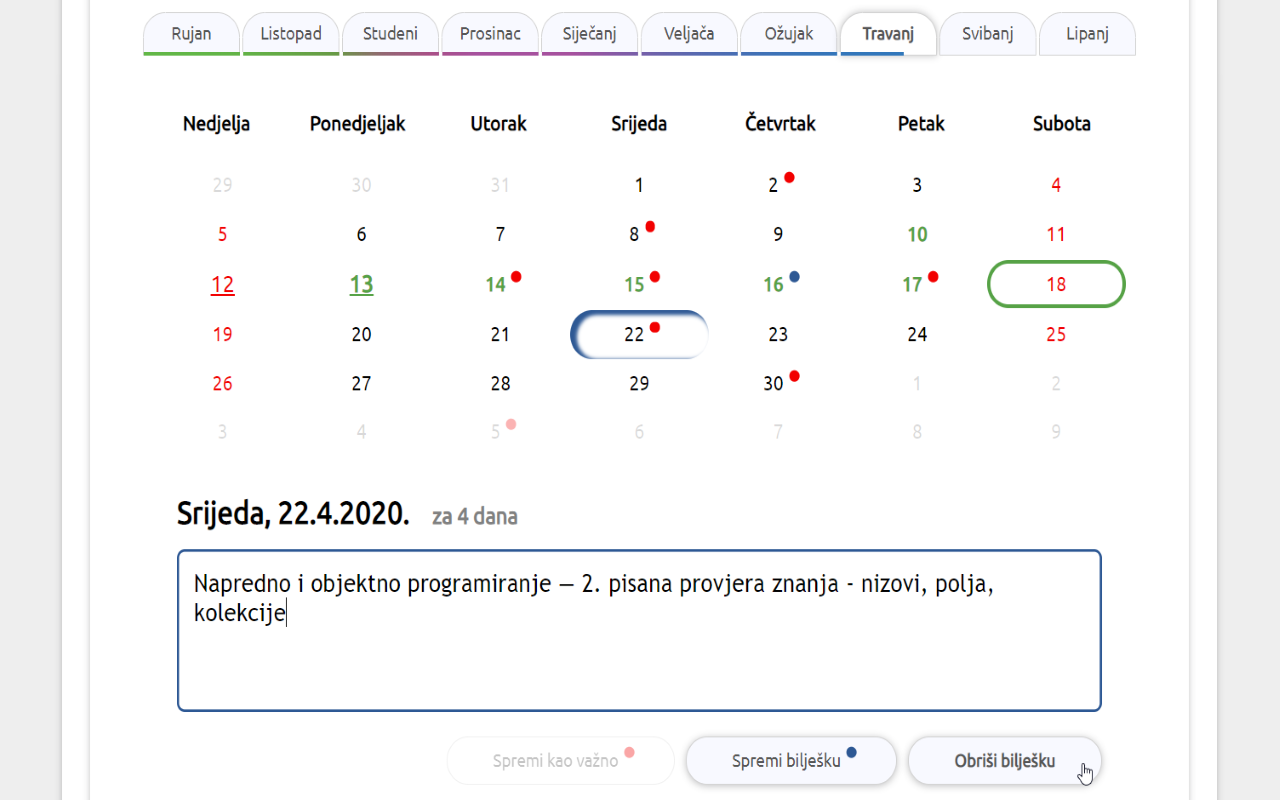 Rujan Listopad Studeni Prosinac Siječanj Veljača Ožujak Travanj Svibanj Lipanj
Nedjelja Ponedjeljak Utorak Srijeda Četvrtak Petak Subota
29 30 31 1 2 3 4
5 6 7 8 9 10 11
12 13 14 15 16 17 18
19 20 21 22 23 24 25
26 27 28 29 30 1 2
3 4 5 6 7 8 9
Srijeda, 22.4.2020. za 4 dana
Napredno i objektno programiranje – 2. pisana provjera znanja - nizovi, polja,
kolekcije
Spremi kao važno Spremi bilješku Obriši bilješku